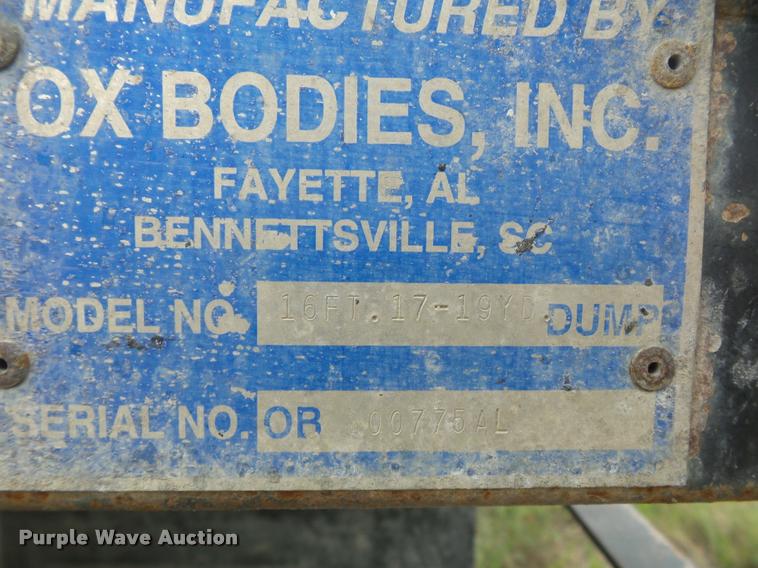 MANUFACTURED BY
OX BODIES, INC.
FAYETTE, AL
BENNETTSVILLE, SC
MODEL NO. 16FT.17-19YD. DUMP
SERIAL NO. OB 00775AL
Purple Wave Auction®